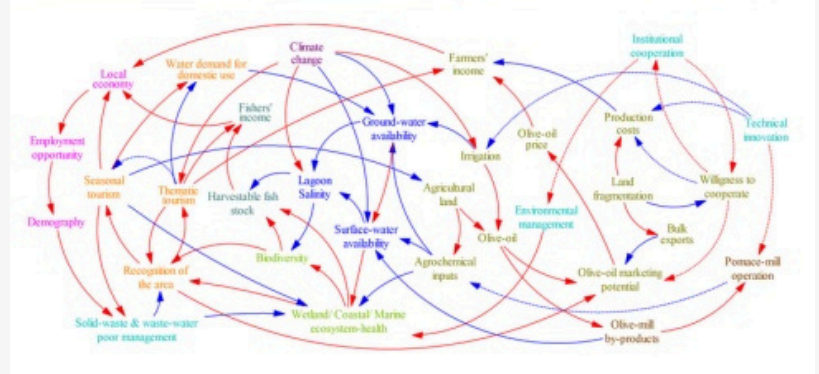 Climate
change
Institutional
cooperation
Water demand for
domestic use
Farmers'
income
Local
economy
Fishers'
income
Ground-water
availability
Production
costs
Technical
innovation
Olive-oil
price
Employment
opportunity
Irrigation
Seasonal
tourism
Thematic
tourism
Harvestable fish
stock
Lagoon
Salinity
Agricultural
land
Land
fragmentation
Willigness to
cooperate
Environmental
management
Demography
Surface-water
availability
Olive-oil
Bulk
exports
Biodiversity
Agrochemical
inputs
Recogation of
the area
Olive-oil marketing
potential
Pomace-mill
operation
Solid-waste & waste-water
poor management
Wetland/ Coastal/ Marine
ecosystem-health
Olive-mill
by-products